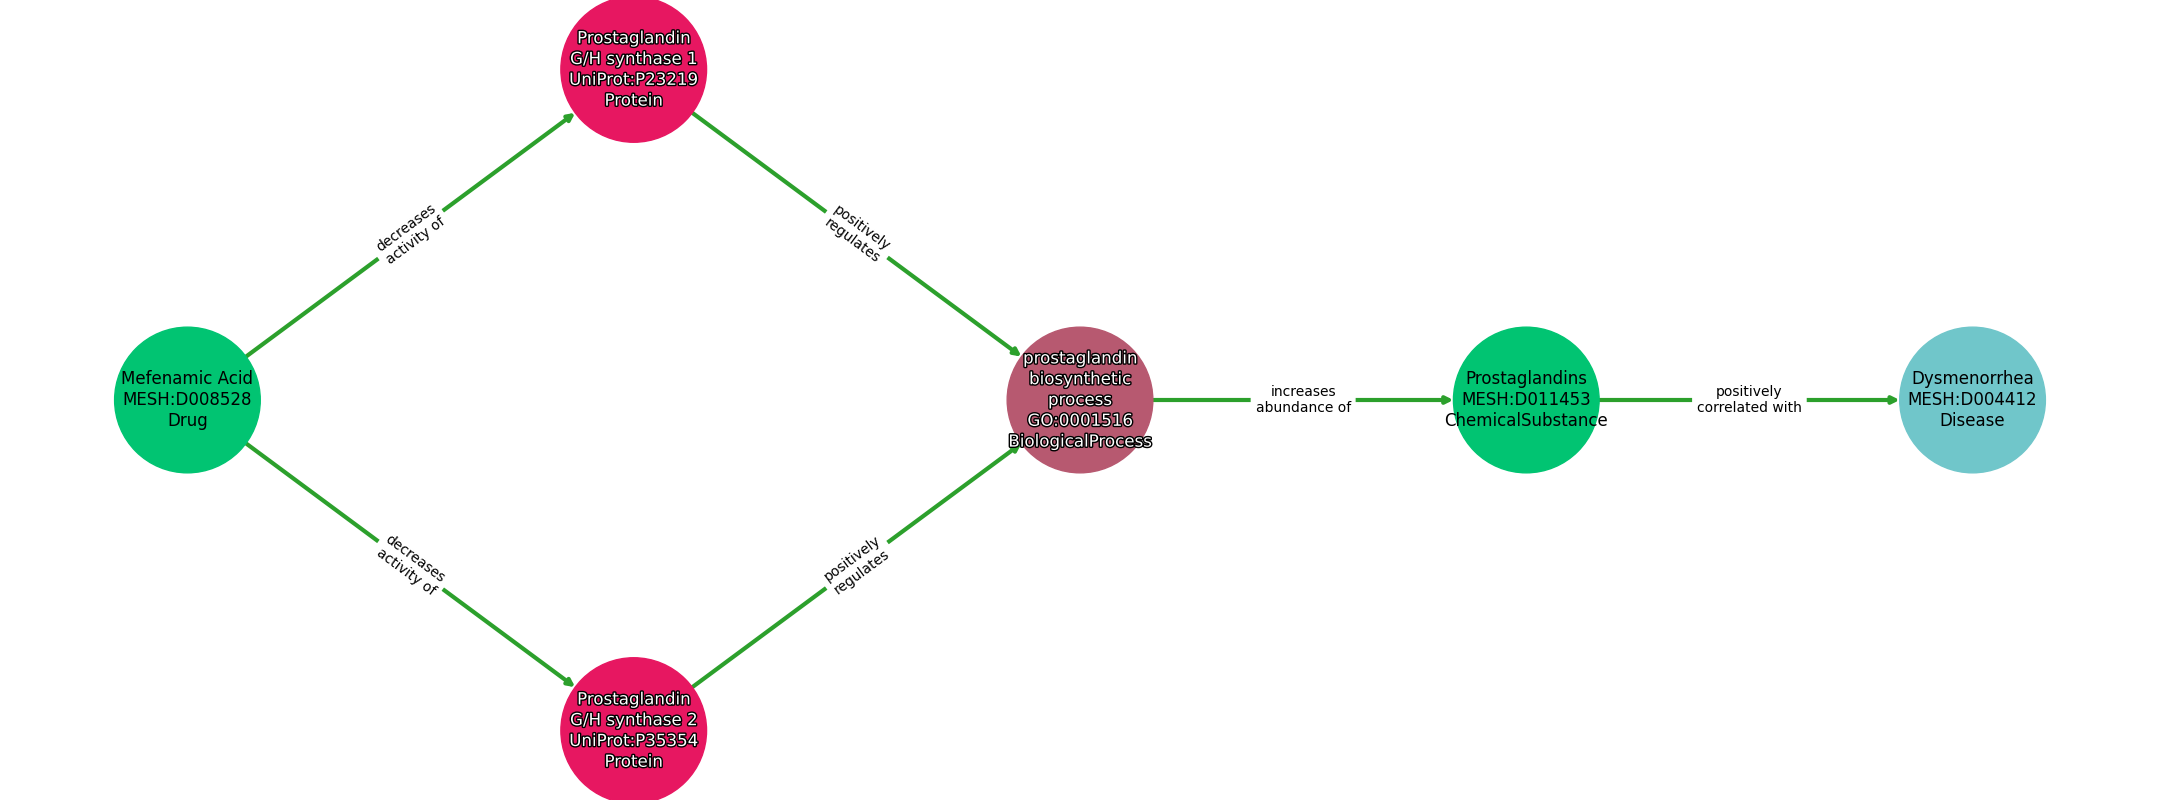 Prostaglandin
G/H synthase 1
UniProt:P23219
Protein
decreases
activity of
positively
regulates
Mefenamic Acid
MESH:D008528
Drug
prostaglandin
biosynthetic
process
GO:0001516
BiologicalProcess
increases
abundance of
Prostaglandins
MESH:D011453
ChemicalSubstance
positively
correlated with
Dysmenorrhea
MESH:D004412
Disease
decreases
activity of
positively
regulates
Prostaglandin
G/H synthase 2
UniProt:P35354
Protein